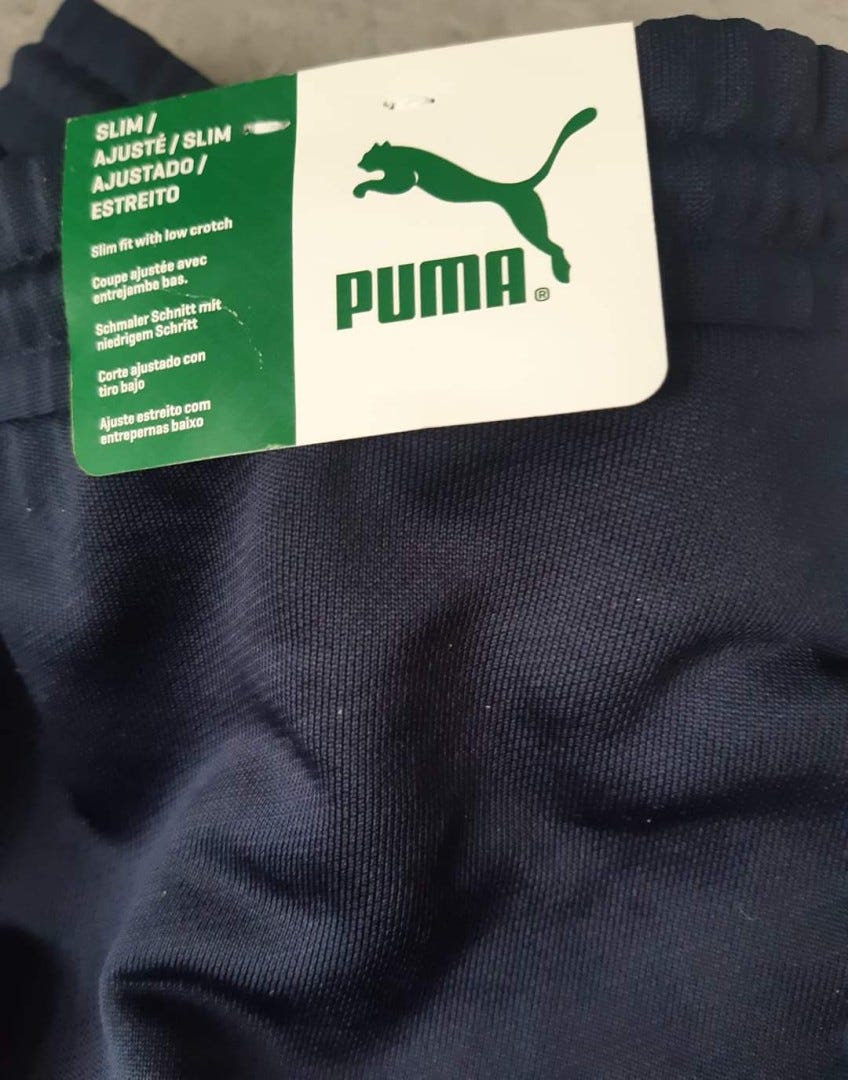 SLIM /
AJUSTÉ / SLIM
AJUSTADO /
ESTREITO
Slim fit with low crotch
Coupe ajustée avec
entrejambe bas.
Schmaler Schnitt mit
niedrigem Schritt
Corte ajustado con
tiro bajo
Ajuste estreito com
entrepernas baixo
PUMA®